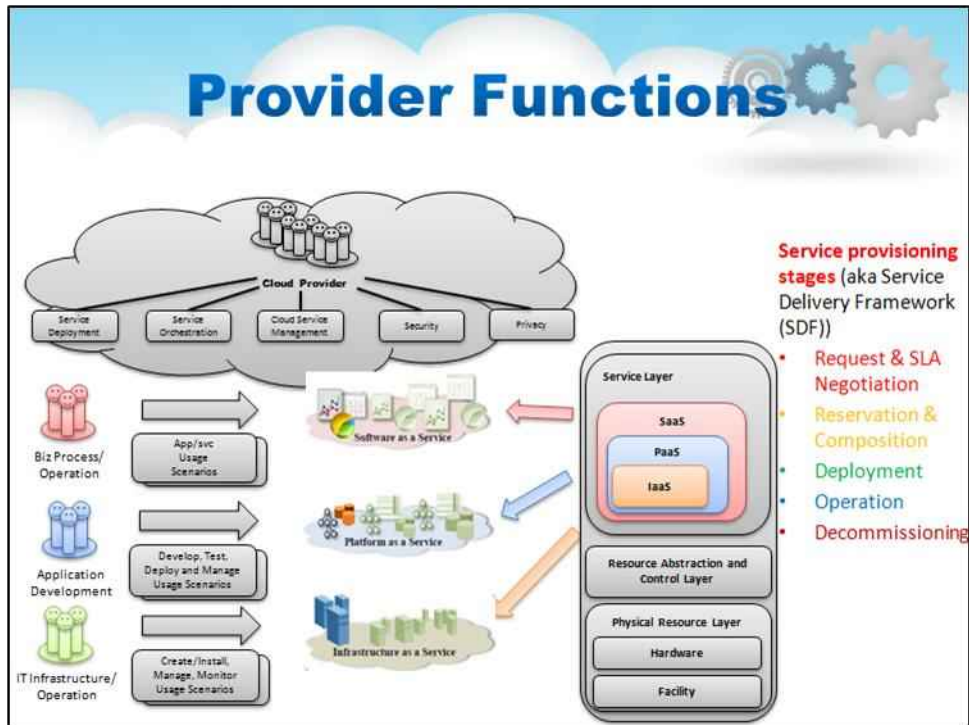 Provider Functions
Cloud Provider
Service
Deployment
Service
Orchestration
Cloud Service
Management
Security
Privacy
Service provisioning
stages (aka Service
Delivery Framework
(SDF))
• Request & SLA
Negotiation
• Reservation &
Composition
• Deployment
• Operation
• Decommissioning
Biz Process/
Operation
App/svc
Usage
Scenarios
Software as a Service
Application
Development
Develop, Test,
Deploy and Manage
Usage Scenarios
Platform as a Service
IT Infrastructure/
Operation
Create/Install,
Manage, Monitor
Usage Scenarios
Infrastructure as a Service
Service Layer
SaaS
PaaS
IaaS
Resource Abstraction and
Control Layer
Physical Resource Layer
Hardware
Facility